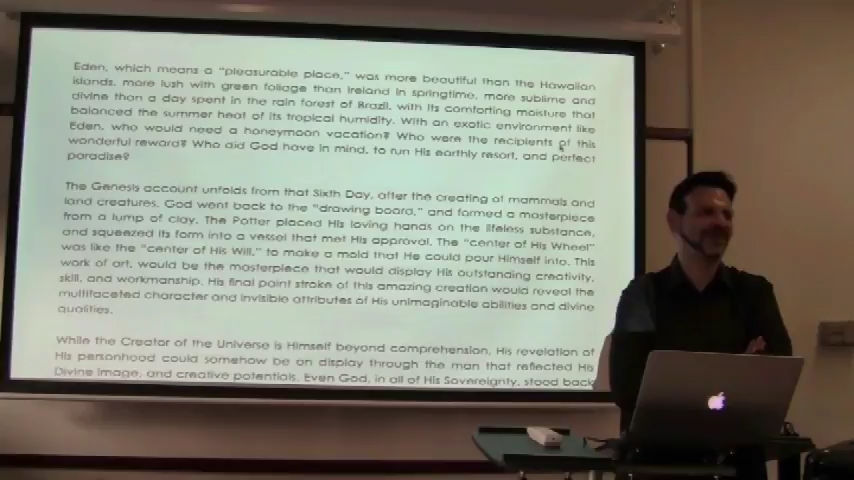 Eden, which means a "pleasurable place," was more beautiful than the Hawaiian
islands, more lush with green foliage than Ireland in springtime, more sublime and
divine than a day spent in the rain forest of Brazil, with its comforting moisture that
balanced the summer heat of its tropical humidity. With an exotic environment like
Eden, who would need a honeymoon vacation? Who were the recipients of this
wonderful reward? Who did God have in mind, to run His earthly resort, and perfect
paradise?
The Genesis account unfolds from that Sixth Day, after the creating of mammals and
land creatures, God went back to the "drawing board," and formed a masterpiece
from a lump of clay. The Potter placed His loving hands on the lifeless substance,
and squeezed its form into a vessel that met His approval. The "center of His Wheel"
was like the "center of His Will," to make a mold that He could pour Himself into. This
work of art, would be the masterpiece that would display His outstanding creativity,
skill, and workmanship. His final paint stroke of this amazing creation would reveal the
multifaceted character and invisible attributes of His unimaginable abilities and divine
qualities.
While the Creator of the Universe is Himself beyond comprehension, His revelation of
His personhood could somehow be on display through the man that reflected His
Divine Image, and creative potentials. Even God, in all of His Sovereignty, stood back